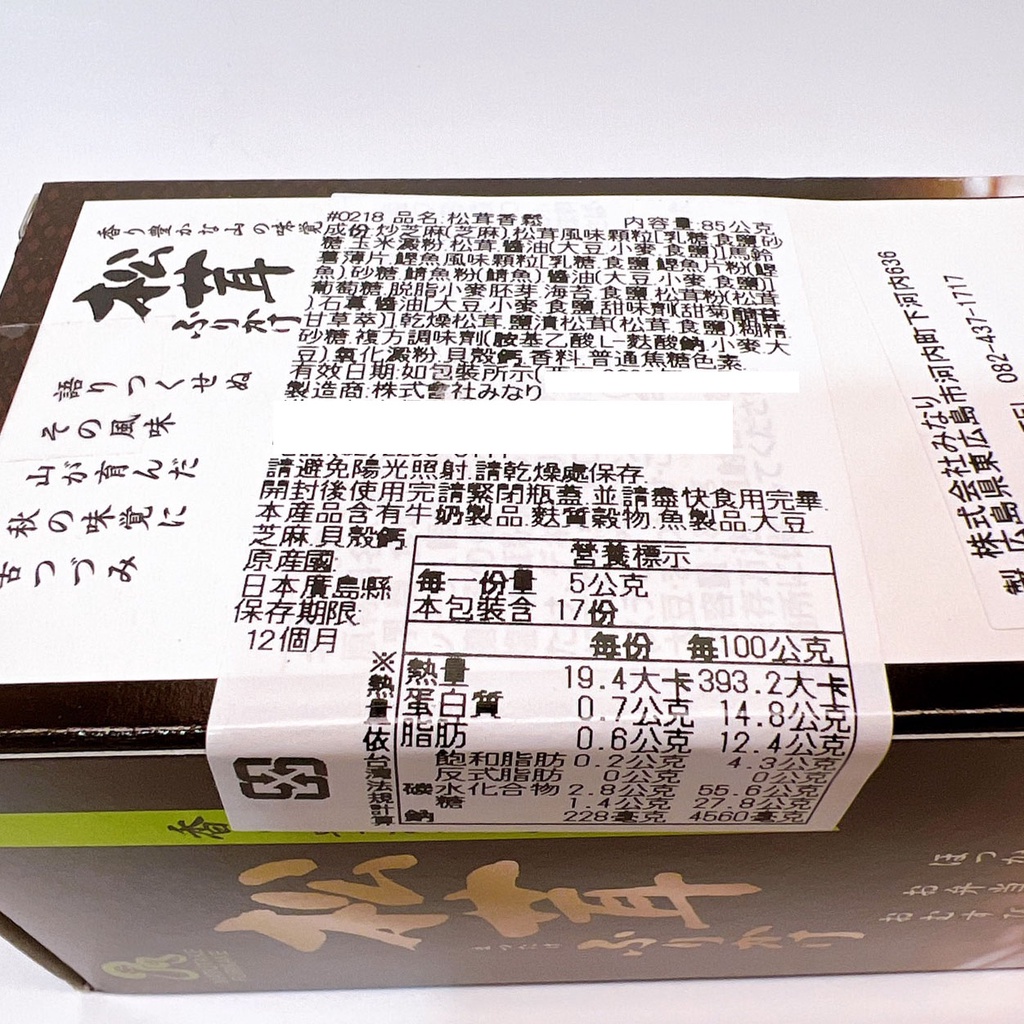 香り豊かな山の味覚
松茸
ふりかけ
語りつくせぬ
その風味
山が育んだ
秋の味覚に
舌つづみ
#0218 品名:松茸香鬆 內容量:85公克
成份:炒芝麻(芝麻).松茸風味顆粒[乳糖.食鹽.砂
糖.玉米澱粉.松茸.醬油(大豆.小麥.食鹽)].馬鈴
薯薄片.鰹魚風味顆粒[乳糖.食鹽.鰹魚片.粉(鰹
魚).砂糖.鯖魚粉(鯖魚).醬油(大豆.小麥.食鹽)]
葡萄糖.脱脂小麥胚芽.海苔.食鹽.松茸粉(松茸
).石蓴.醬油[大豆.小麥.食鹽.甜味劑(甜菊醣苷.
甘草萃)].乾燥松茸.鹽漬松茸(松茸.食鹽).糊精.
砂糖.複方調味劑(胺基乙酸.L-麩酸鈉.小麥.大
豆).氧化澱粉.貝殼鈣.香料.普通焦糖色素.
有效日期:如包裝所示(
製造商:株式會社みなり
請避免陽光照射.請乾燥處保存.
開封後使用完請緊閉瓶蓋.並請盡快食用完畢.
本產品含有牛奶製品.麩質穀物.魚製品.大豆.
芝麻.貝殼鈣.
原產國:
日本廣島縣
保存期限:
12個月
營養標示
每一份量 5公克
本包裝含 17份
每份 每100公克
熱量 19.4大卡 393.2大卡
蛋白質 0.7公克 14.8公克
脂肪 0.6公克 12.4公克
飽和脂肪 0.2公克 4.3公克
反式脂肪 0公克 0公克
碳水化合物 2.8公克 55.6公克
糖 1.4公克 27.8公克
鈉 228毫克 4560毫克
※熱量依台灣法規計算
株式会社みなり
広島県東広島市河内町下河内636
082-437-1717
松茸
ふりかけ
お弁当
おむすび